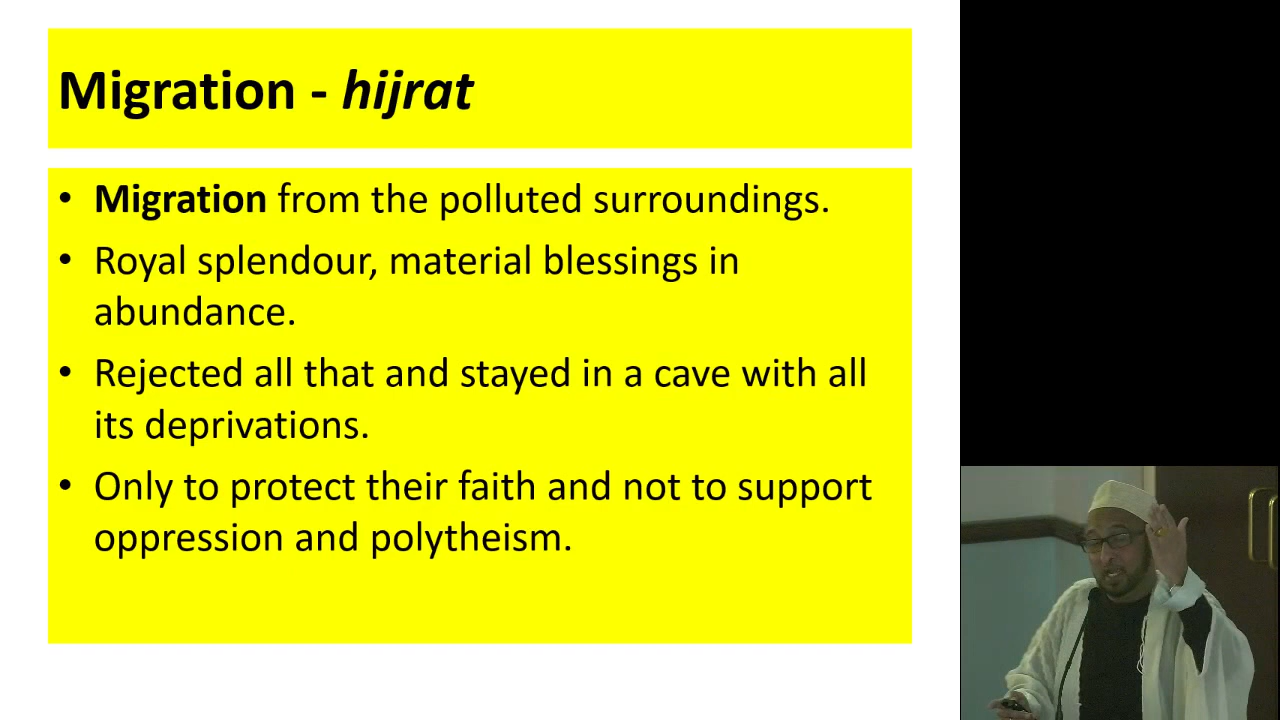 Migration - hijrat
• Migration from the polluted surroundings.
• Royal splendour, material blessings in
abundance.
• Rejected all that and stayed in a cave with all
its deprivations.
• Only to protect their faith and not to support
oppression and polytheism.